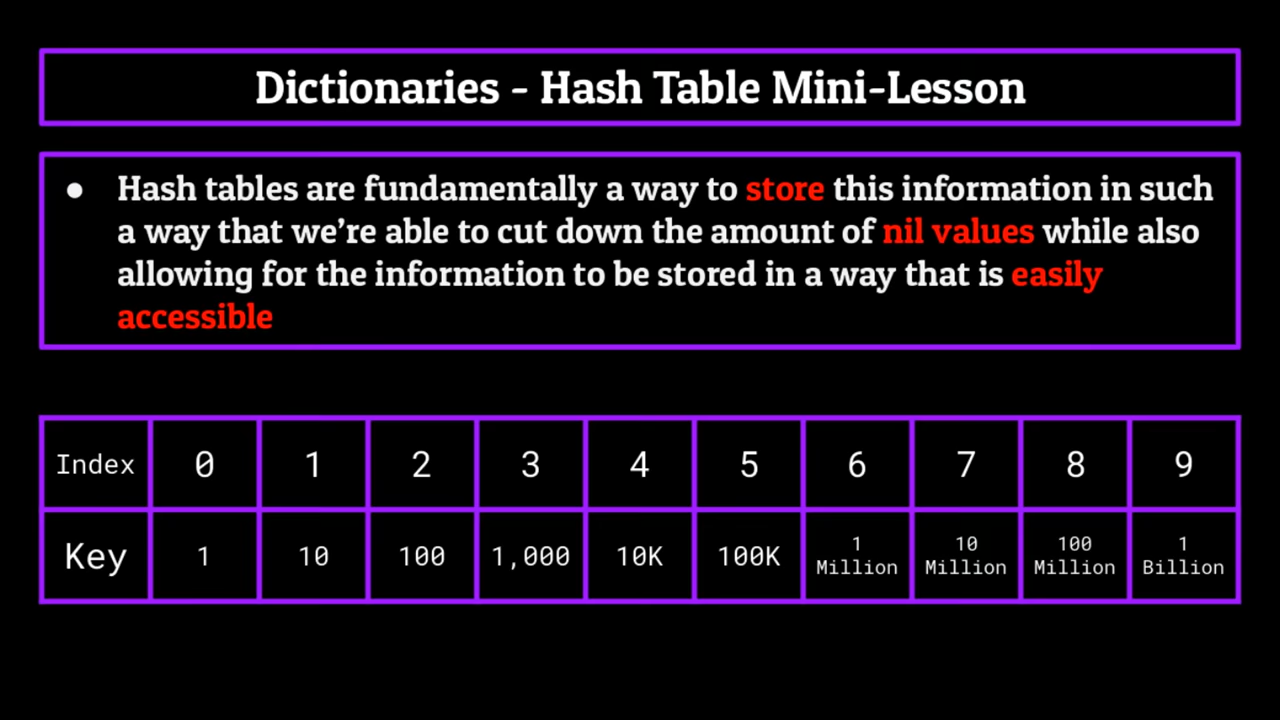 Dictionaries - Hash Table Mini-Lesson
● Hash tables are fundamentally a way to store this information in such
a way that we're able to cut down the amount of nil values while also
allowing for the information to be stored in a way that is easily
accessible
Index 0 1 2 3 4 5 6 7 8 9
Key 1 10 100 1,000 10K 100K 1 Million 10 Million 100 Million 1 Billion